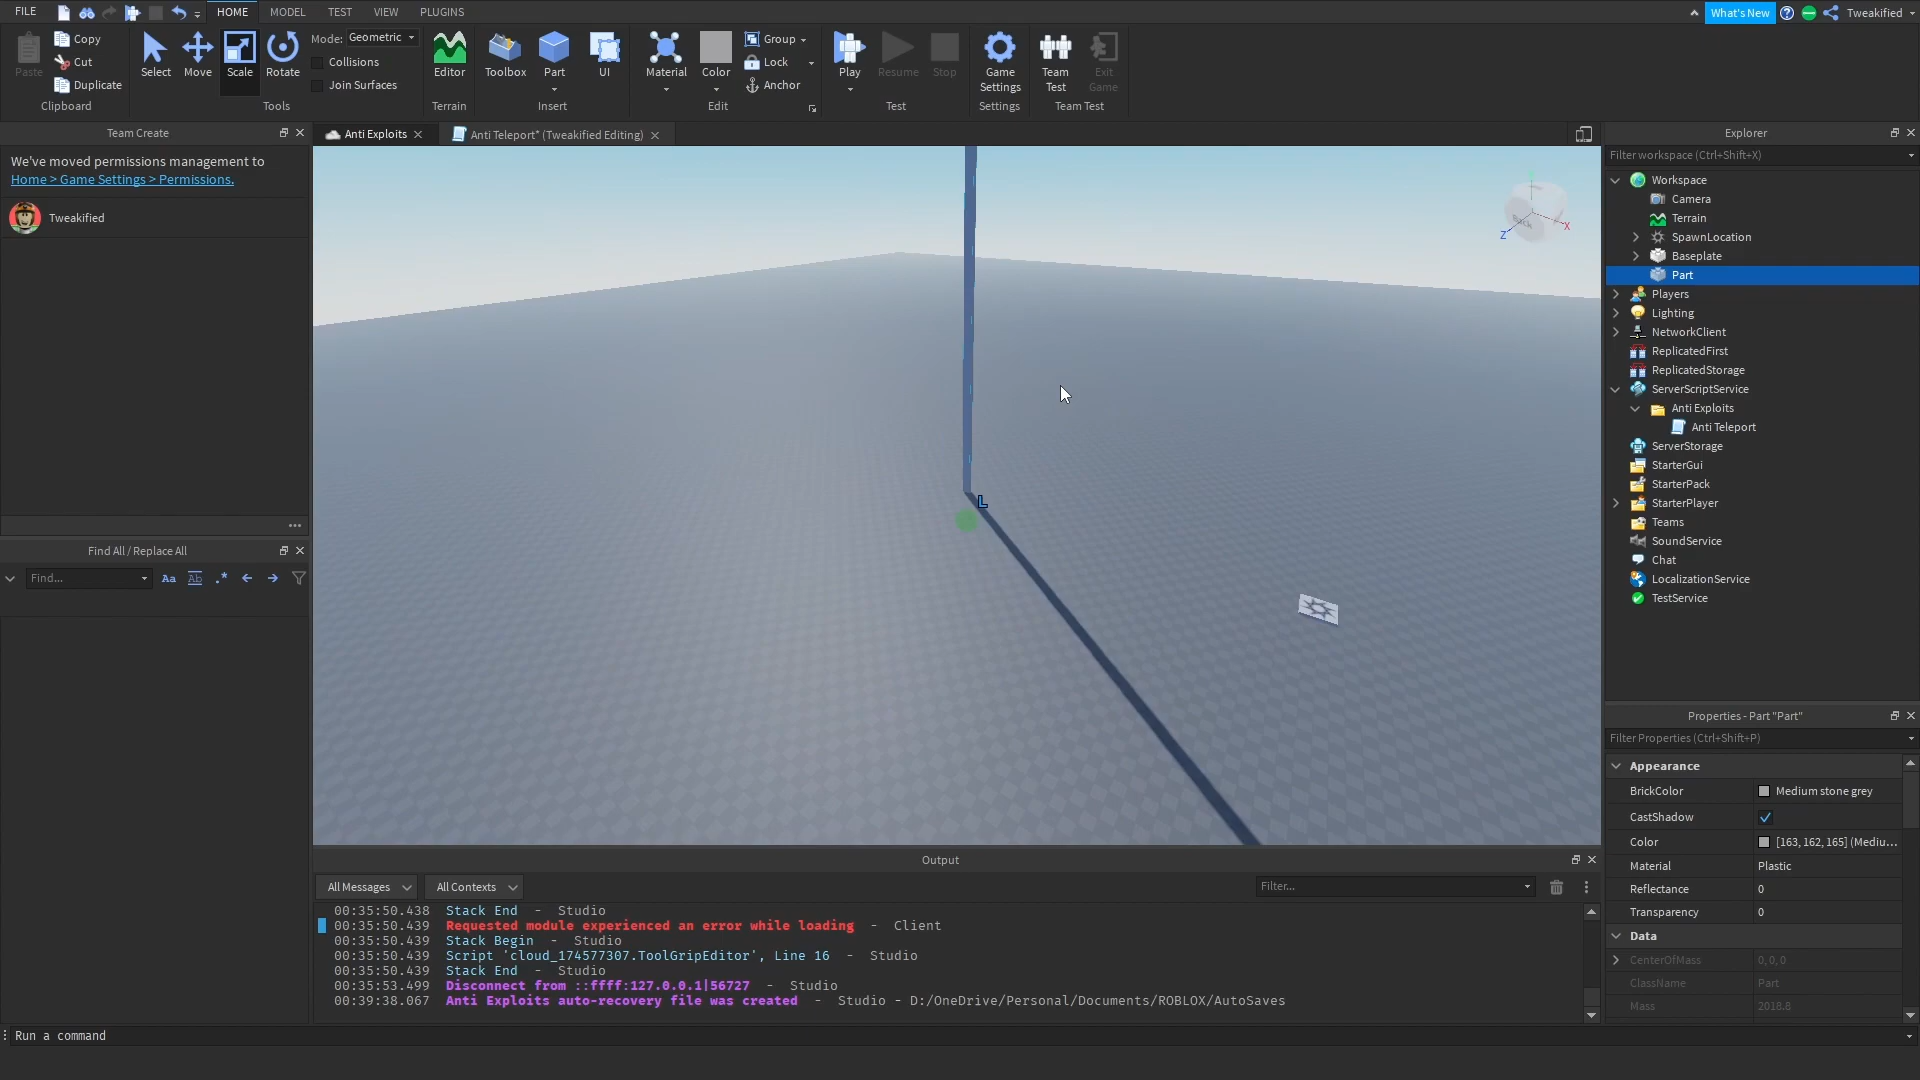 FILE
HOME
MODEL
TEST
VIEW
PLUGINS
What's New
Tweakified
Paste
Copy
Cut
Duplicate
Clipboard
Select
Move
Scale
Rotate
Mode: Geometric
Collisions
Join Surfaces
Tools
Editor
Terrain
Toolbox
Part
UI
Insert
Material
Color
Group
Lock
Anchor
Edit
Play
Resume
Stop
Test
Game
Settings
Settings
Team
Test
Exit
Game
Team Test
Team Create
We've moved permissions management to
Home > Game Settings > Permissions.
Tweakified
Find All / Replace All
Find...
Aa
Ab
.*
Anti Exploits
Anti Teleport* (Tweakified Editing)
Back
X
Z
L
Output
All Messages
All Contexts
Filter...
00:35:50.438 Stack End - Studio
00:35:50.439 Requested module experienced an error while loading - Client
00:35:50.439 Stack Begin - Studio
00:35:50.439 Script 'cloud_174577307.ToolGripEditor', Line 16 - Studio
00:35:50.439 Stack End - Studio
00:35:53.499 Disconnect from ::ffff:127.0.0.1|56727 - Studio
00:39:38.067 Anti Exploits auto-recovery file was created - Studio - D:/OneDrive/Personal/Documents/ROBLOX/AutoSaves
Run a command
Explorer
Filter workspace (Ctrl+Shift+X)
Workspace
Camera
Terrain
SpawnLocation
Baseplate
Part
Players
Lighting
NetworkClient
ReplicatedFirst
ReplicatedStorage
ServerScriptService
Anti Exploits
Anti Teleport
ServerStorage
StarterGui
StarterPack
StarterPlayer
Teams
SoundService
Chat
LocalizationService
TestService
Properties - Part "Part"
Filter Properties (Ctrl+Shift+P)
Appearance
BrickColor Medium stone grey
CastShadow
Color [163, 162, 165] (Mediu...
Material Plastic
Reflectance 0
Transparency 0
Data
CenterOfMass 0, 0, 0
ClassName Part
Mass 2018.8